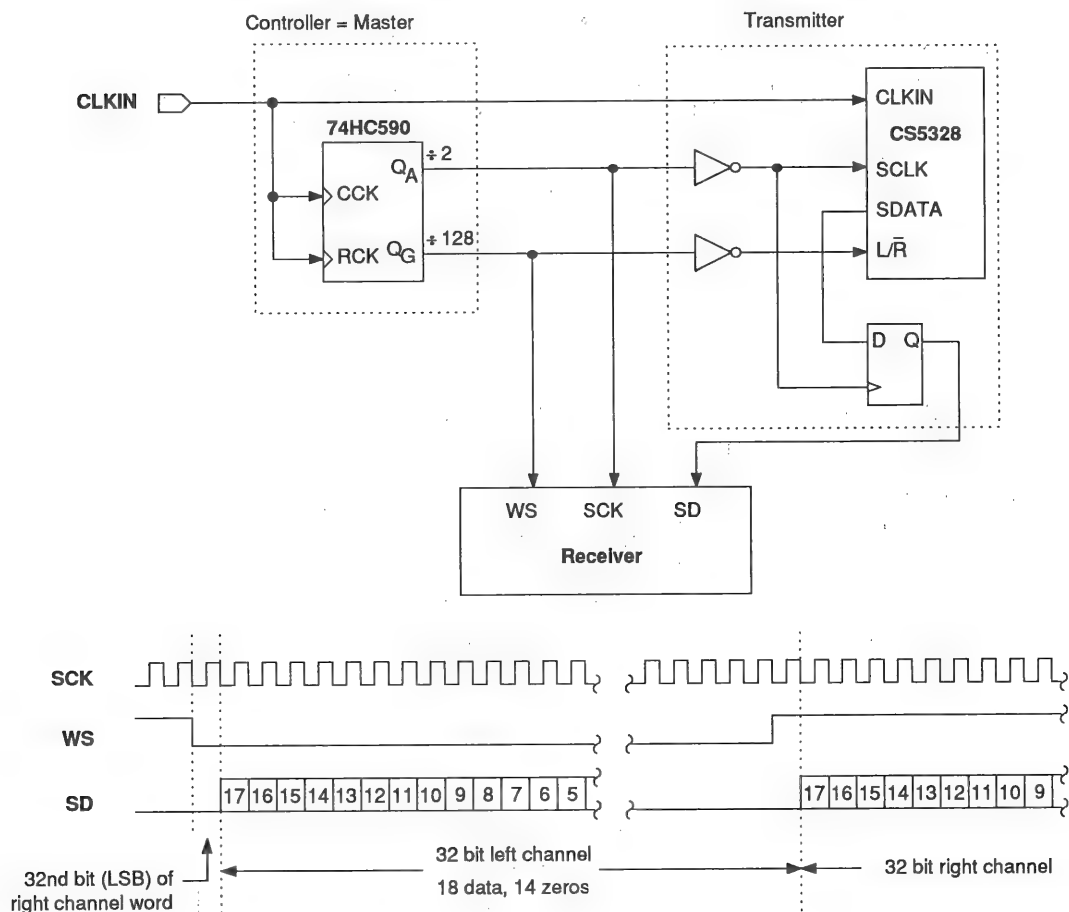 Controller = Master
Transmitter
CLKIN
74HC590
÷ 2
QA
CCK
÷ 128
RCK
QG
CLKIN
CS5328
SCLK
SDATA
L/R̅
D Q
WS SCK SD
Receiver
SCK
WS
SD
17 16 15 14 13 12 11 10 9 8 7 6 5
17 16 15 14 13 12 11 10 9
32nd bit (LSB) of
right channel word
32 bit left channel
18 data, 14 zeros
32 bit right channel